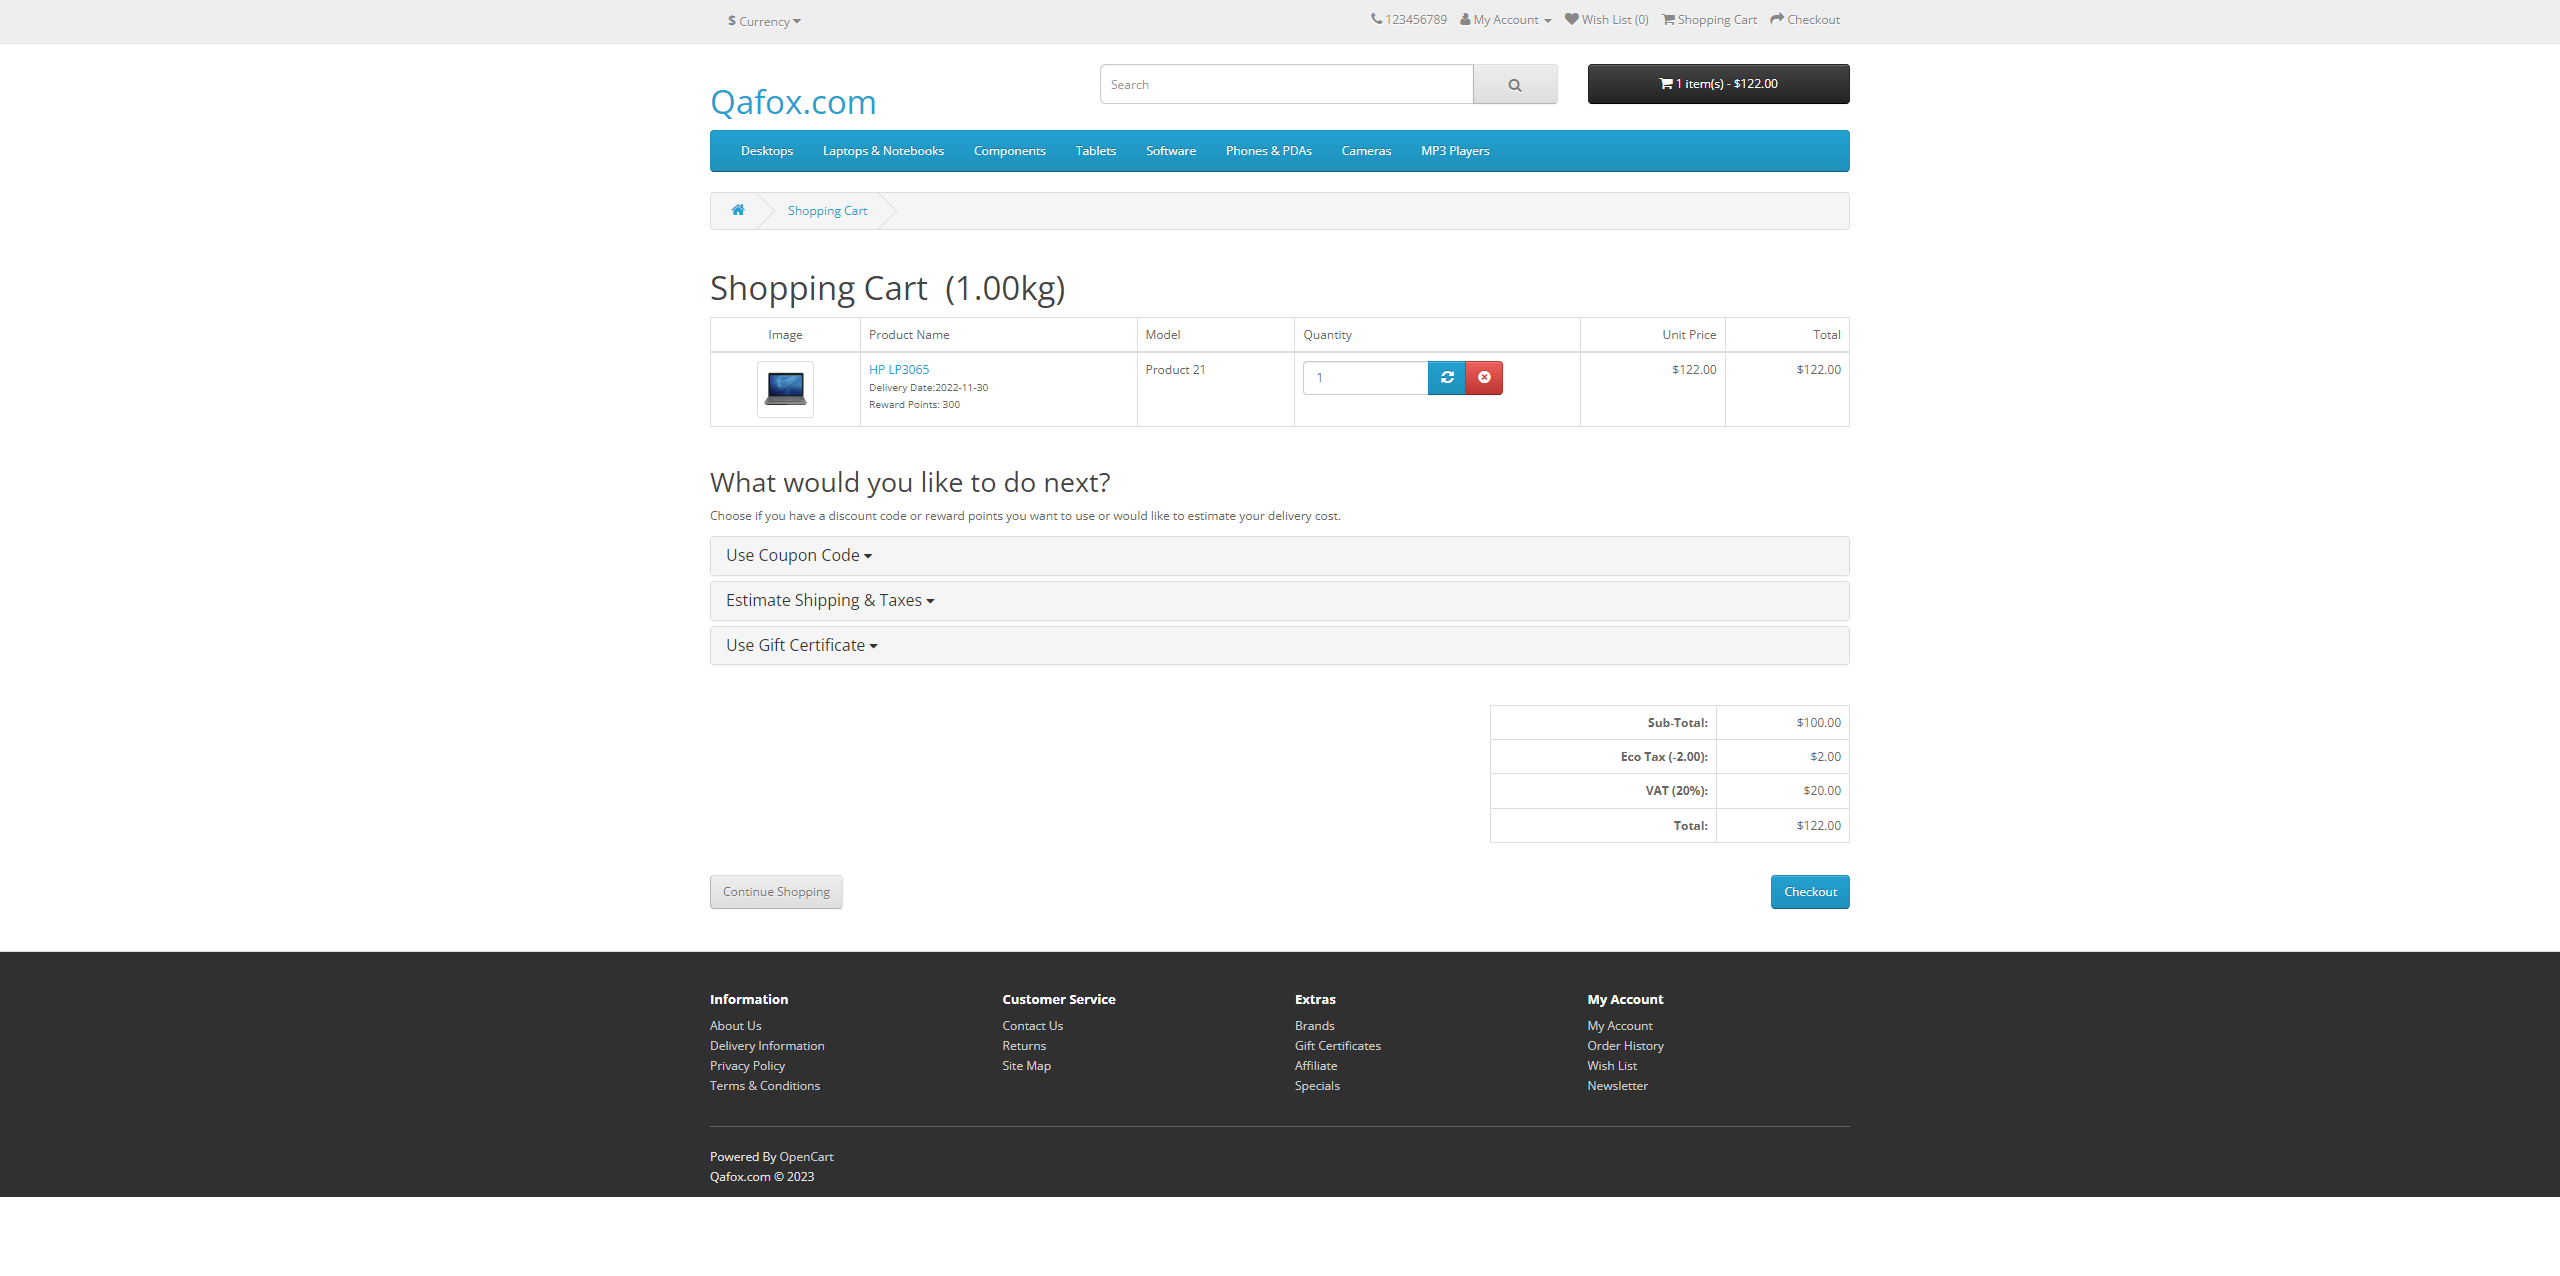 $ Currency
123456789 My Account Wish List (0) Shopping Cart Checkout
Qafox.com
Search
1 item(s) - $122.00
Desktops Laptops & Notebooks Components Tablets Software Phones & PDAs Cameras MP3 Players
Shopping Cart
Shopping Cart (1.00kg)
Image Product Name Model Quantity Unit Price Total
HP LP3065 Product 21 1 $122.00 $122.00
Delivery Date:2022-11-30
Reward Points: 300
What would you like to do next?
Choose if you have a discount code or reward points you want to use or would like to estimate your delivery cost.
Use Coupon Code
Estimate Shipping & Taxes
Use Gift Certificate
Sub-Total: $100.00
Eco Tax (-2.00): $2.00
VAT (20%): $20.00
Total: $122.00
Continue Shopping Checkout
Information
About Us
Delivery Information
Privacy Policy
Terms & Conditions
Customer Service
Contact Us
Returns
Site Map
Extras
Brands
Gift Certificates
Affiliate
Specials
My Account
My Account
Order History
Wish List
Newsletter
Powered By OpenCart
Qafox.com © 2023